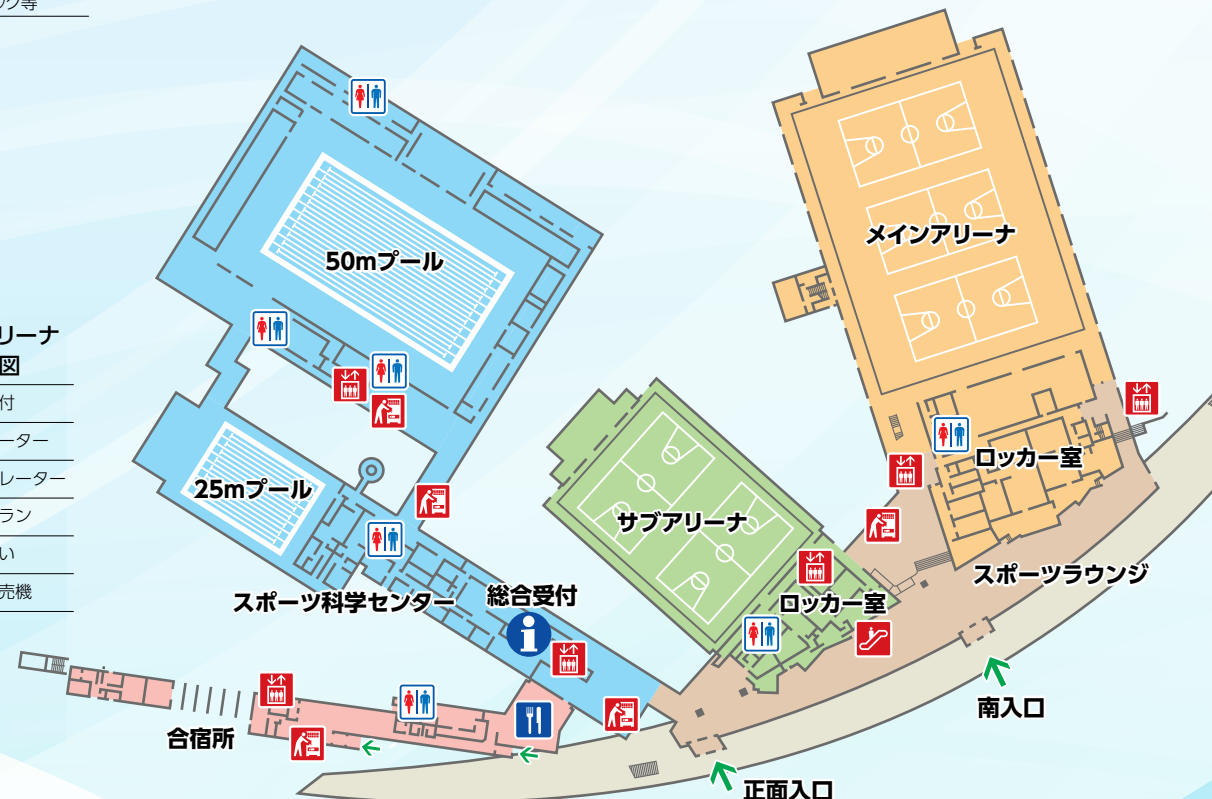 ック等
50mプール
メインアリーナ
リーナ
図
付
ーター
レーター
ラン
い
売機
25mプール
サブアリーナ
ロッカー室
スポーツラウンジ
スポーツ科学センター
総合受付
i
ロッカー室
合宿所
南入口
正面入口